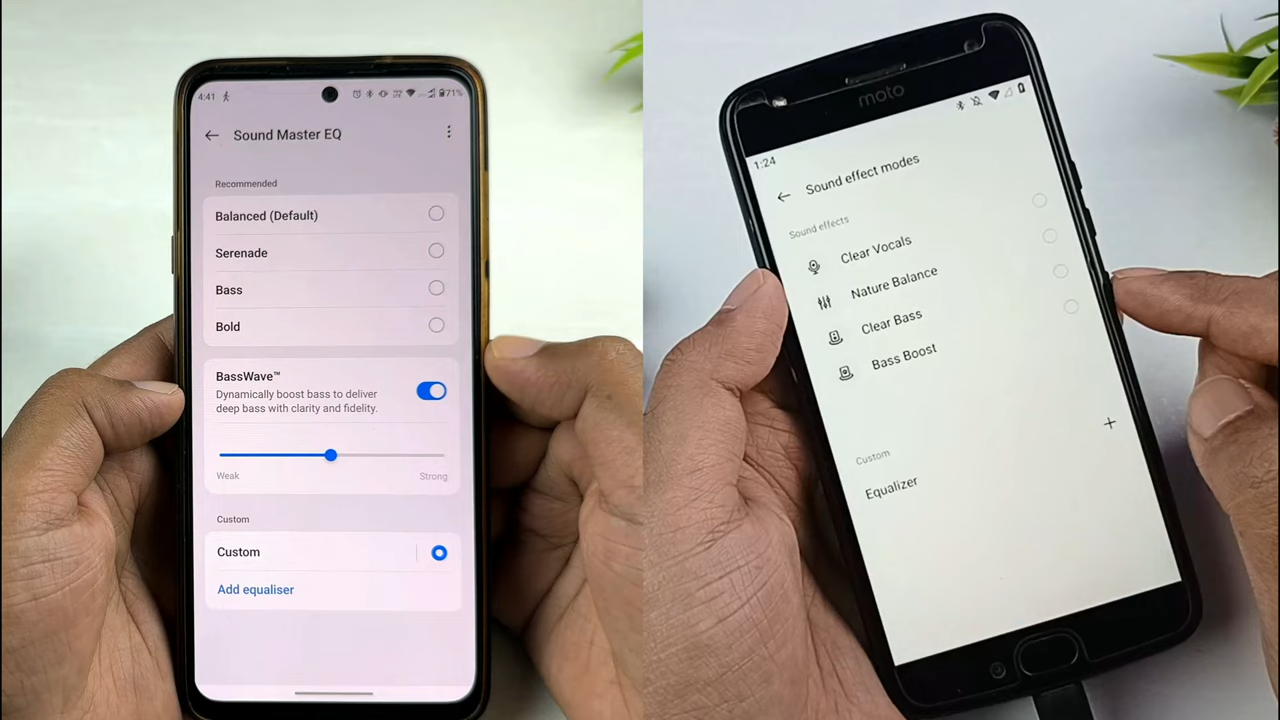 4:41
71%
Sound Master EQ
Recommended
Balanced (Default)
Serenade
Bass
Bold
BassWave™
Dynamically boost bass to deliver
deep bass with clarity and fidelity.
Weak
Strong
Custom
Custom
Add equaliser
moto
1:24
Sound effect modes
Sound effects
Clear Vocals
Nature Balance
Clear Bass
Bass Boost
Custom
Equalizer